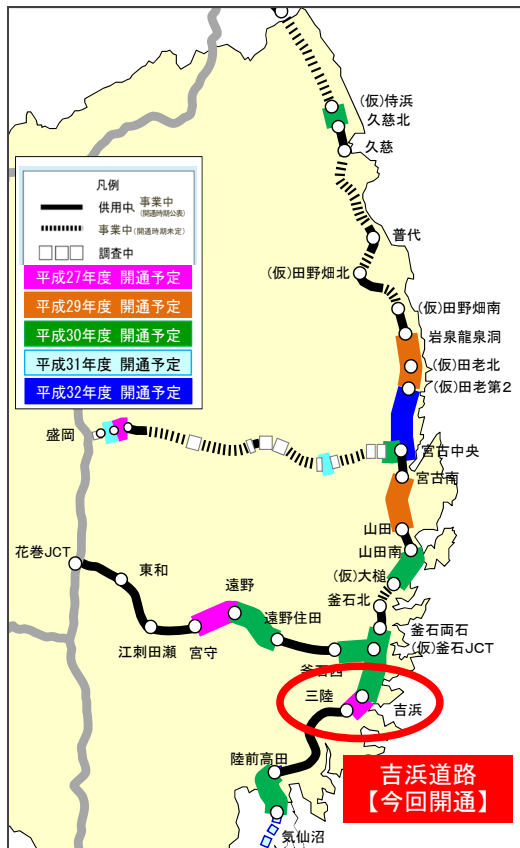 (仮)侍浜
久慈北
久慈
凡例
供用中、事業中
(開通時期公表)
事業中(開通時期未定)
調査中
普代
(仮)田野畑北
平成27年度 開通予定
平成29年度 開通予定
平成30年度 開通予定
平成31年度 開通予定
平成32年度 開通予定
(仮)田野畑南
岩泉龍泉洞
(仮)田老北
(仮)田老第2
盛岡
宮古中央
宮古南
山田
山田南
花巻JCT
東和
遠野
(仮)大槌
釜石北
江刺田瀬
宮守
遠野住田
釜石両石
(仮)釜石JCT
釜石西
三陸
吉浜
陸前高田
吉浜道路
【今回開通】
気仙沼